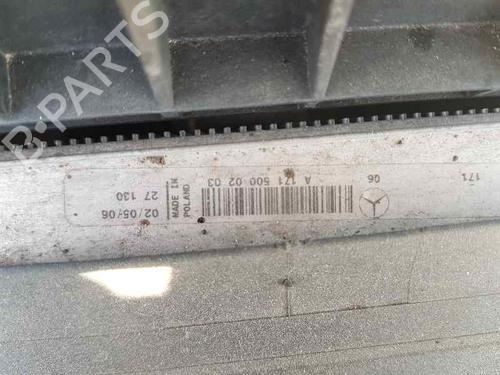 171
06
A 171 500 02 03
MADE IN
POLAND
02/05/06
27 130
B-PARTS